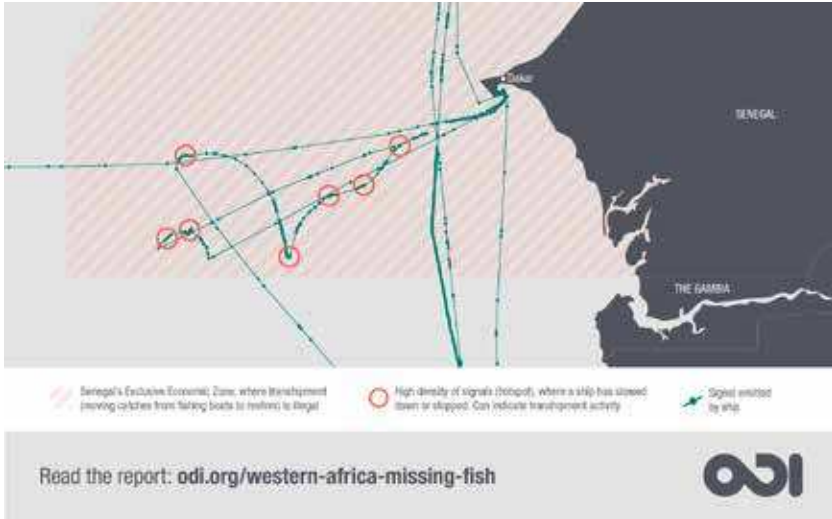 Dakar
SENEGAL
THE GAMBIA
Senegal's Exclusive Economic Zone, where transhipment
(moving catches from fishing boats to reefers) is illegal
High density of signals (hotspot), where a ship has slowed
down or stopped. Can indicate transhipment activity
Signal emitted
by ship
Read the report: odi.org/western-africa-missing-fish
ODI